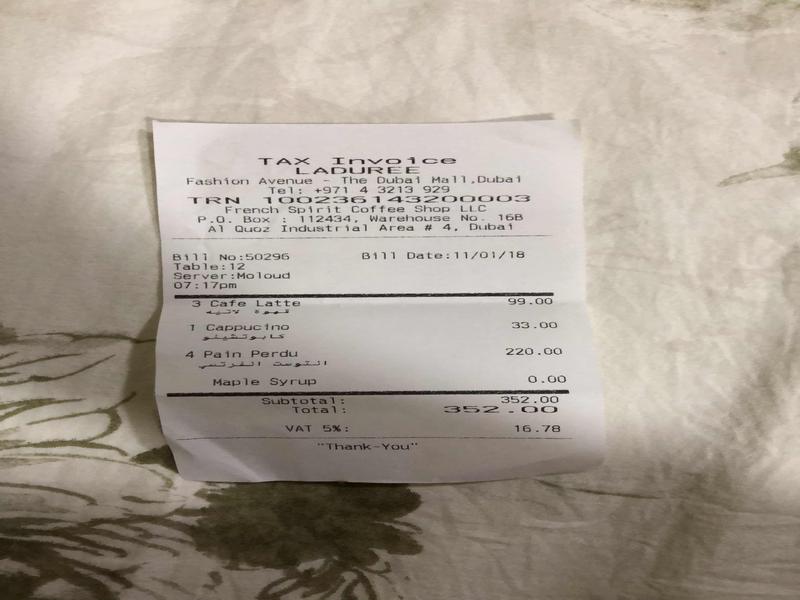 TAX Invoice
LADUREE
Fashion Avenue - The Dubai Mall,Dubai
Tel: +971 4 3213 929
TRN 100236143200003
French Spirit Coffee Shop LLC
P.O. Box : 112434, Warehouse No. 16B
Al Quoz Industrial Area # 4, Dubai
Bill No:50296 Bill Date:11/01/18
Table:12
Server:Moloud
07:17pm
3 Cafe Latte 99.00
قهوة لاتيه
1 Cappucino 33.00
كابوتشينو
4 Pain Perdu 220.00
التوست الفرنسي
Maple Syrup 0.00
Subtotal: 352.00
Total: 352.00
VAT 5%: 16.78
"Thank-You"